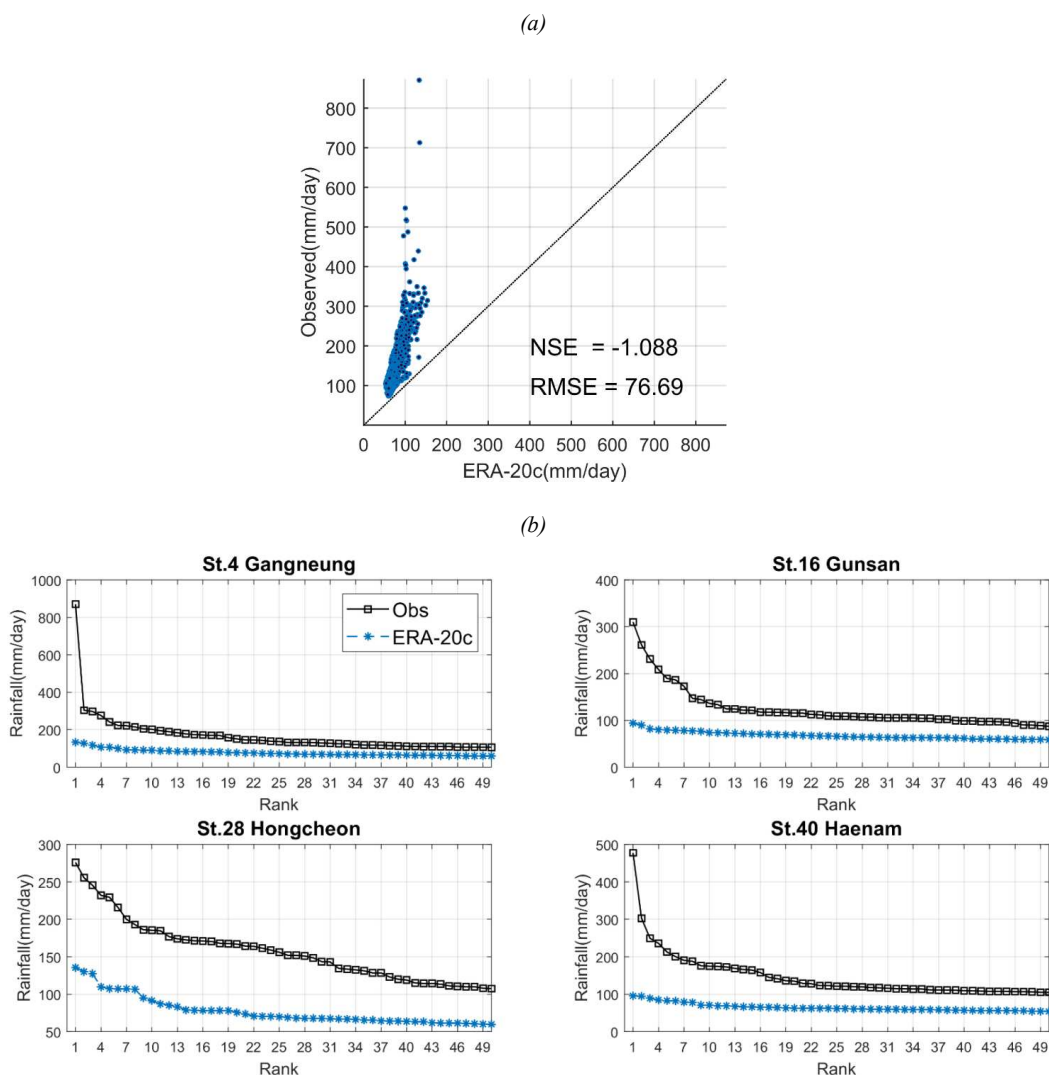 (a)
Observed(mm/day)
800
700
600
500
400
300
200
100
NSE = -1.088
RMSE = 76.69
0 100 200 300 400 500 600 700 800
ERA-20c(mm/day)
(b)
St.4 Gangneung
Rainfall(mm/day)
1000
800
600
400
200
0
Obs
ERA-20c
1 4 7 10 13 16 19 22 25 28 31 34 37 40 43 46 49
Rank
St.16 Gunsan
Rainfall(mm/day)
400
300
200
100
0
1 4 7 10 13 16 19 22 25 28 31 34 37 40 43 46 49
Rank
St.28 Hongcheon
Rainfall(mm/day)
300
250
200
150
100
50
1 4 7 10 13 16 19 22 25 28 31 34 37 40 43 46 49
Rank
St.40 Haenam
Rainfall(mm/day)
500
400
300
200
100
0
1 4 7 10 13 16 19 22 25 28 31 34 37 40 43 46 49
Rank